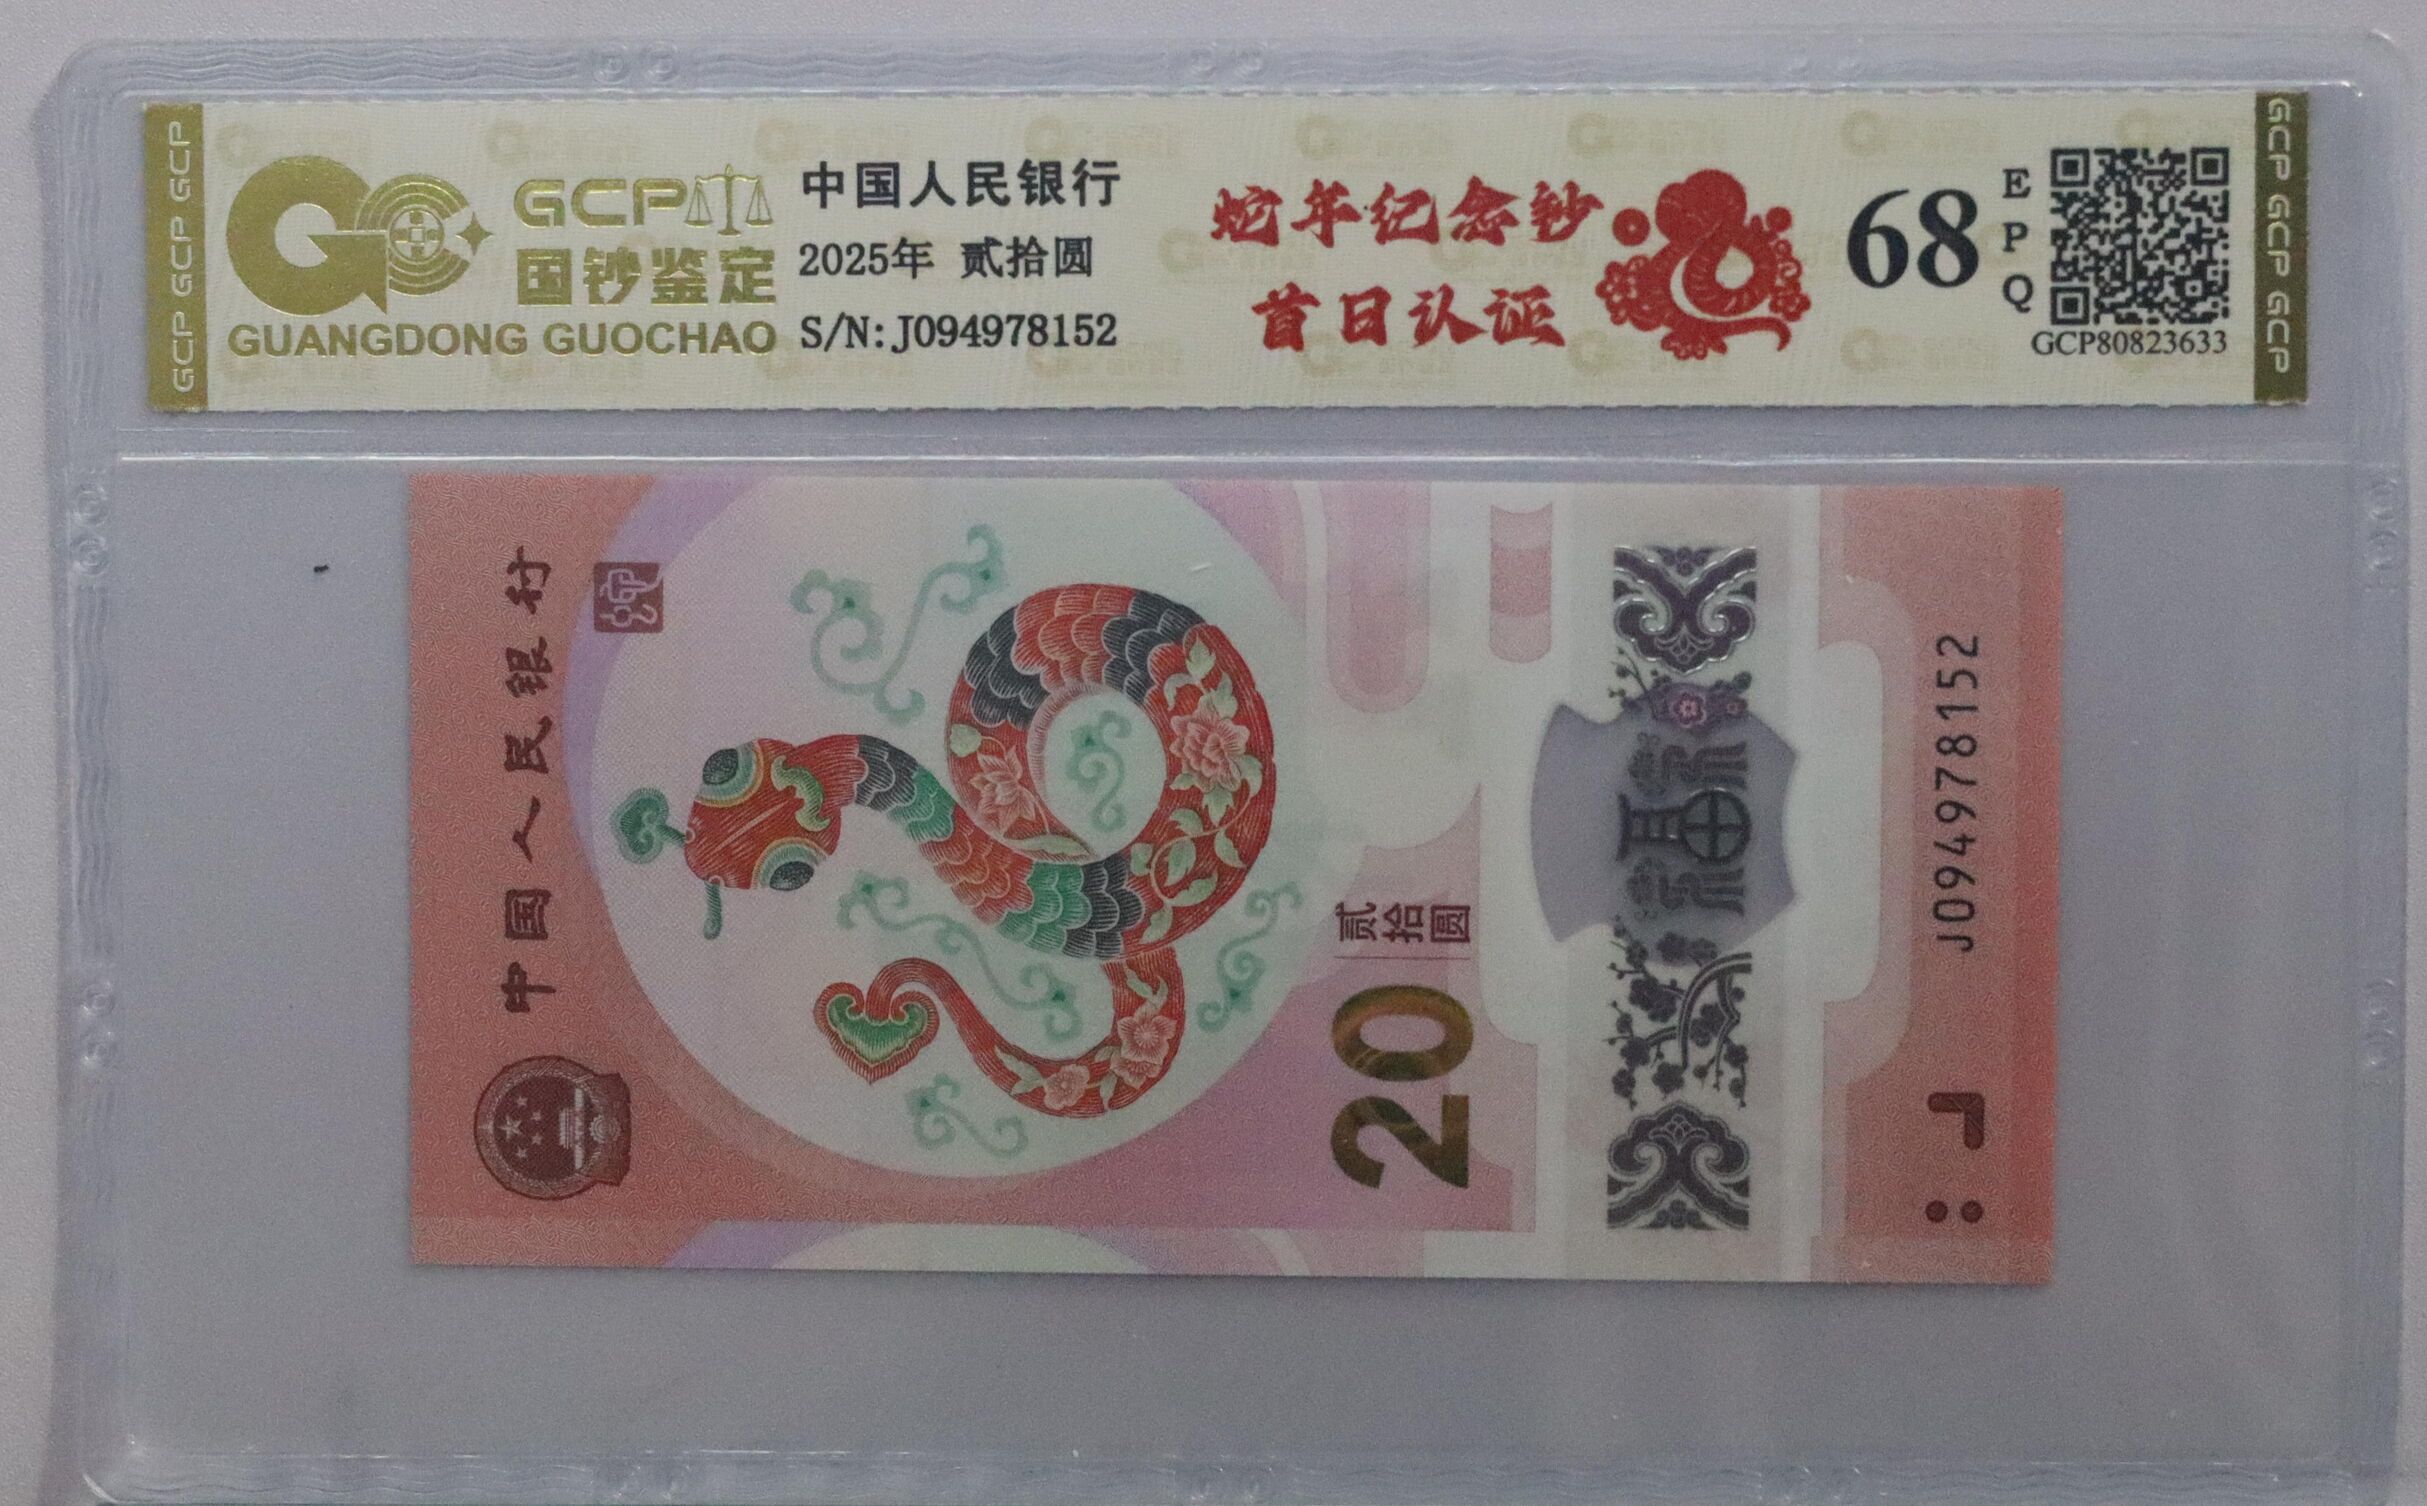 GCP GCP GCP
GCP
国钞鉴定
GUANGDONG GUOCHAO
中国人民银行
2025年 贰拾圆
S/N:J094978152
蛇年纪念钞
首日认证
68
EPQ
GCP80823633
GCP GCP GCP
中国人民银行
20
贰拾圆
福
J094978152